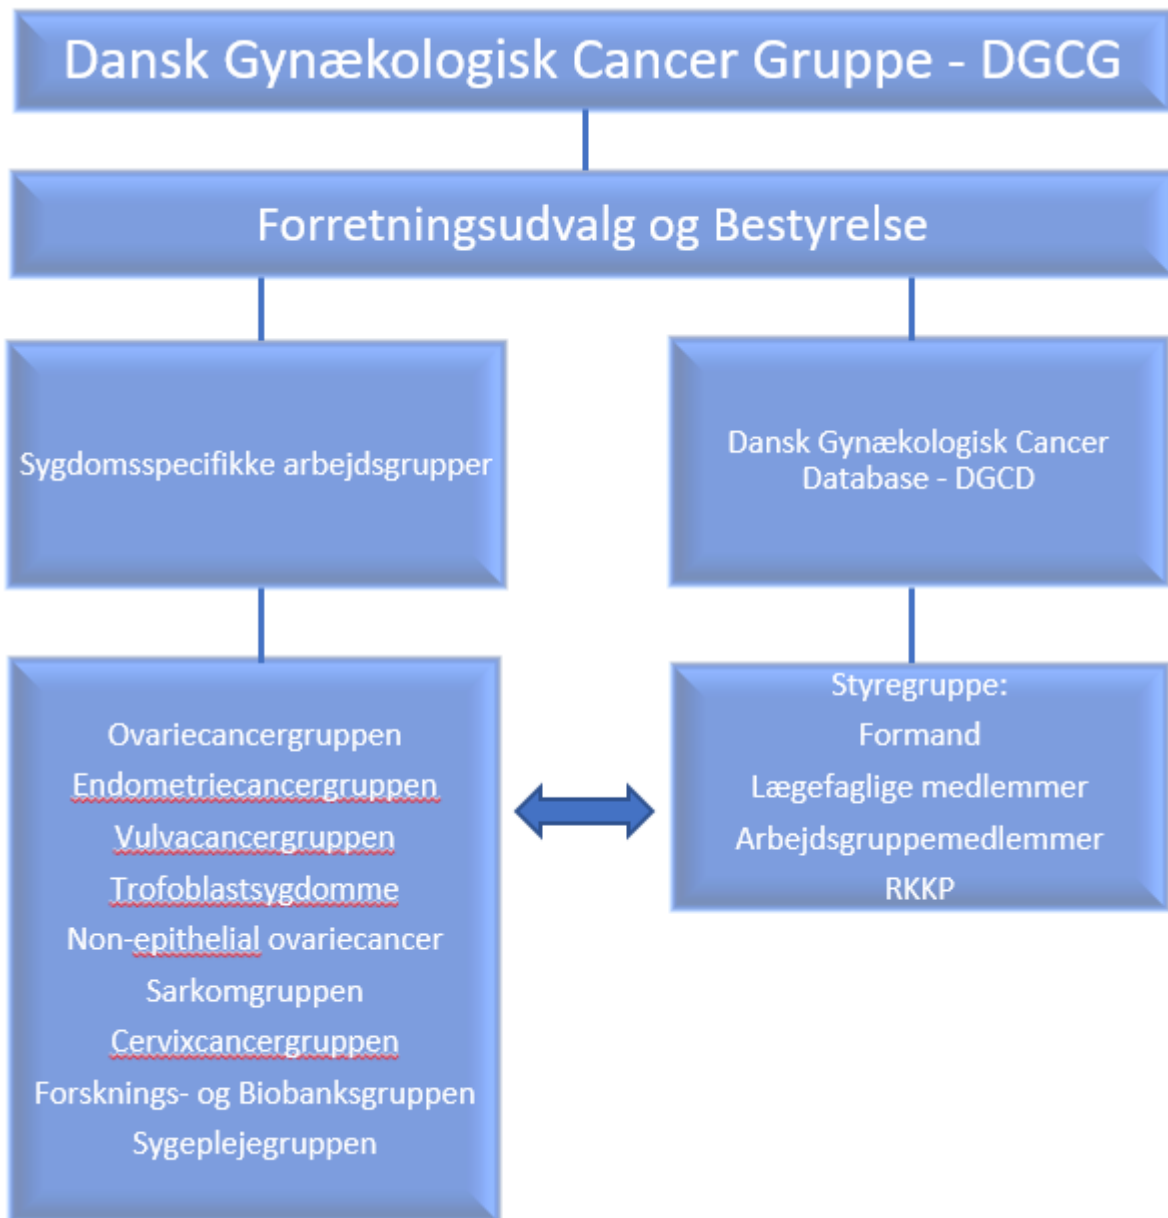 Dansk Gynækologisk Cancer Gruppe - DGCG
Forretningsudvalg og Bestyrelse
Sygdomsspecifikke arbejdsgrupper
Dansk Gynækologisk Cancer
Database - DGCD
Ovariecancergruppen
Endometriecancergruppen
Vulvacancergruppen
Trofoblastsygdomme
Non-epithelial ovariecancer
Sarkomgruppen
Cervixcancergruppen
Forsknings- og Biobanksgruppen
Sygeplejegruppen
Styregruppe:
Formand
Lægefaglige medlemmer
Arbejdsgruppemedlemmer
RKKP